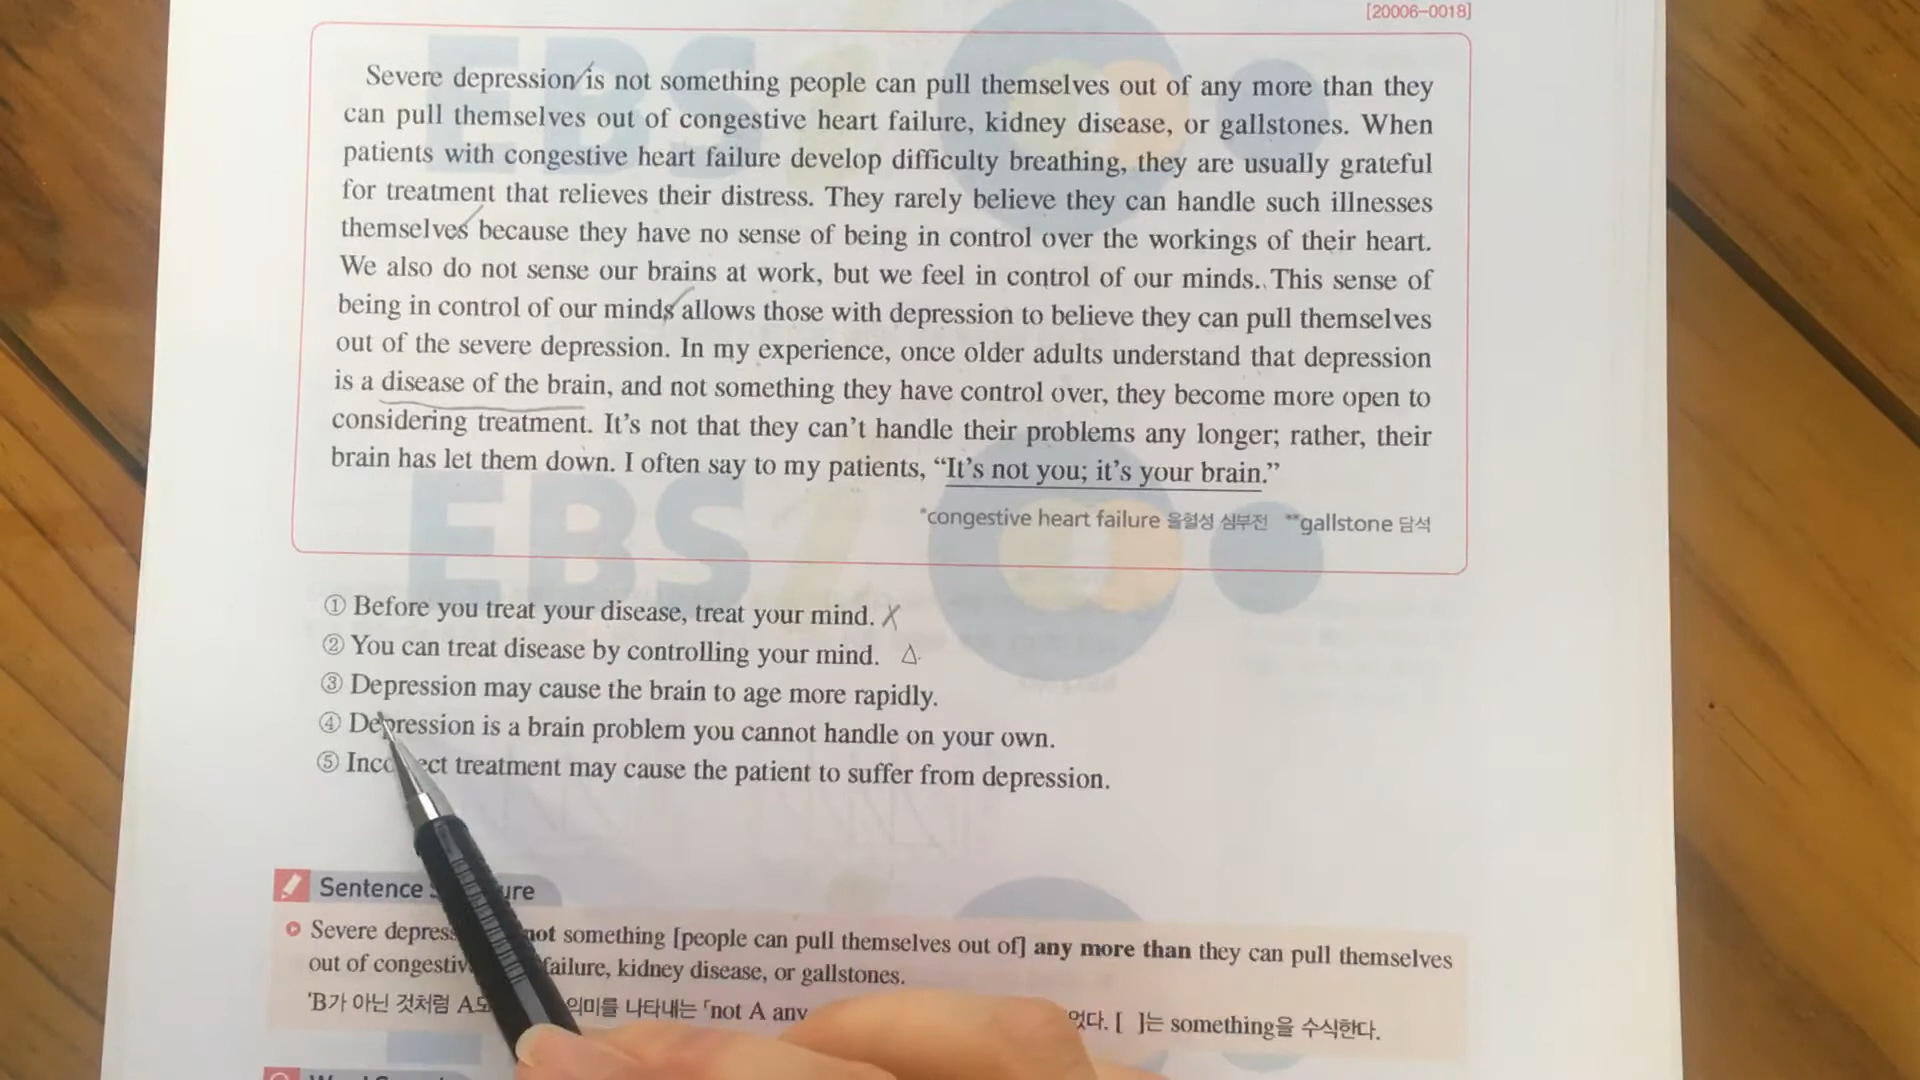 [20006-0018]
Severe depression is not something people can pull themselves out of any more than they
can pull themselves out of congestive heart failure, kidney disease, or gallstones. When
patients with congestive heart failure develop difficulty breathing, they are usually grateful
for treatment that relieves their distress. They rarely believe they can handle such illnesses
themselves because they have no sense of being in control over the workings of their heart.
We also do not sense our brains at work, but we feel in control of our minds. This sense of
being in control of our minds allows those with depression to believe they can pull themselves
out of the severe depression. In my experience, once older adults understand that depression
is a disease of the brain, and not something they have control over, they become more open to
considering treatment. It's not that they can't handle their problems any longer; rather, their
brain has let them down. I often say to my patients, “It's not you; it's your brain.”
*congestive heart failure 울혈성 심부전 **gallstone 담석
① Before you treat your disease, treat your mind. X
② You can treat disease by controlling your mind. △
③ Depression may cause the brain to age more rapidly.
④ Depression is a brain problem you cannot handle on your own.
⑤ treatment may cause the patient to suffer from depression.
Sentence
Severe not something [people can pull themselves out of] any more than they can pull themselves
out of failure, kidney disease, or gallstones.
'B가 아닌 것처럼 의미를 나타내는 「not A any [ ]는 something을 수식한다.
EBS
EBS